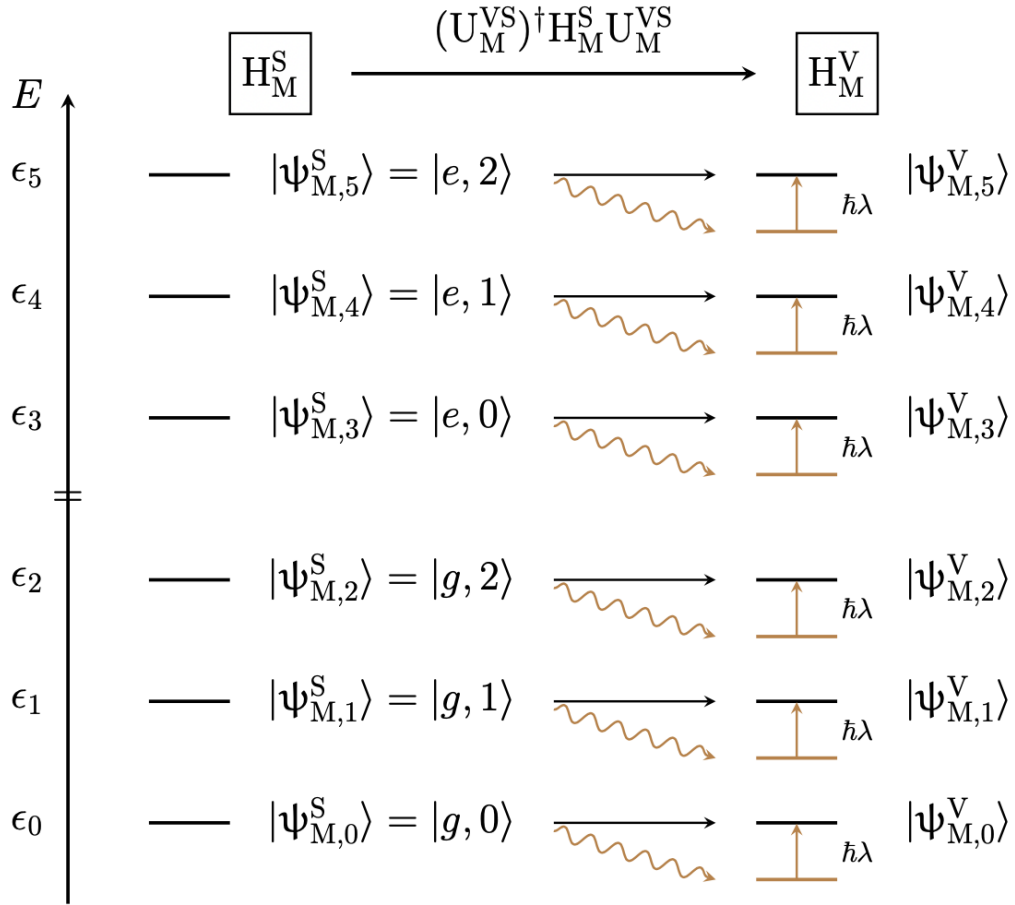 (U_M^VS)†H_M^S U_M^VS
H_M^S H_M^V
E
ϵ₅ |ψ_M,5^S⟩ = |e, 2⟩ ħλ |ψ_M,5^V⟩
ϵ₄ |ψ_M,4^S⟩ = |e, 1⟩ ħλ |ψ_M,4^V⟩
ϵ₃ |ψ_M,3^S⟩ = |e, 0⟩ ħλ |ψ_M,3^V⟩
ϵ₂ |ψ_M,2^S⟩ = |g, 2⟩ ħλ |ψ_M,2^V⟩
ϵ₁ |ψ_M,1^S⟩ = |g, 1⟩ ħλ |ψ_M,1^V⟩
ϵ₀ |ψ_M,0^S⟩ = |g, 0⟩ ħλ |ψ_M,0^V⟩